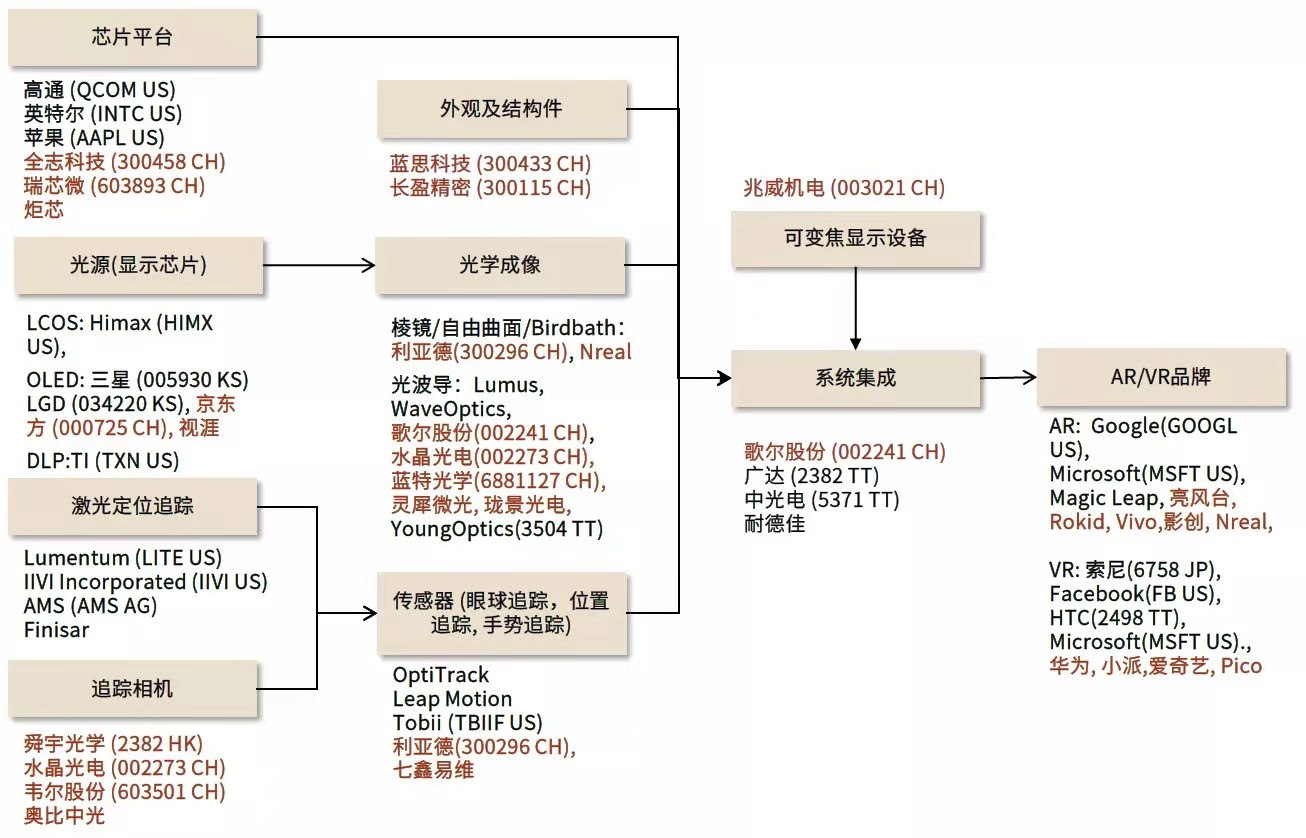 芯片平台
高通 (QCOM US)
英特尔 (INTC US)
苹果 (AAPL US)
全志科技 (300458 CH)
瑞芯微 (603893 CH)
炬芯
外观及结构件
蓝思科技 (300433 CH)
长盈精密 (300115 CH)
光源(显示芯片)
LCOS: Himax (HIMX
US),
OLED: 三星 (005930 KS)
LGD (034220 KS), 京东
方 (000725 CH), 视涯
DLP:TI (TXN US)
光学成像
棱镜/自由曲面/Birdbath：
利亚德(300296 CH), Nreal
光波导：Lumus,
WaveOptics,
歌尔股份(002241 CH),
水晶光电(002273 CH),
蓝特光学(6881127 CH),
灵犀微光, 珑景光电,
YoungOptics(3504 TT)
激光定位追踪
Lumentum (LITE US)
IIVI Incorporated (IIVI US)
AMS (AMS AG)
Finisar
追踪相机
舜宇光学 (2382 HK)
水晶光电 (002273 CH)
韦尔股份 (603501 CH)
奥比中光
传感器 (眼球追踪，位置
追踪, 手势追踪)
OptiTrack
Leap Motion
Tobii (TBIIF US)
利亚德(300296 CH),
七鑫易维
兆威机电 (003021 CH)
可变焦显示设备
系统集成
歌尔股份 (002241 CH)
广达 (2382 TT)
中光电 (5371 TT)
耐德佳
AR/VR品牌
AR: Google(GOOGL
US),
Microsoft(MSFT US),
Magic Leap, 亮风台,
Rokid, Vivo,影创, Nreal,
VR: 索尼(6758 JP),
Facebook(FB US),
HTC(2498 TT),
Microsoft(MSFT US).,
华为, 小派,爱奇艺, Pico